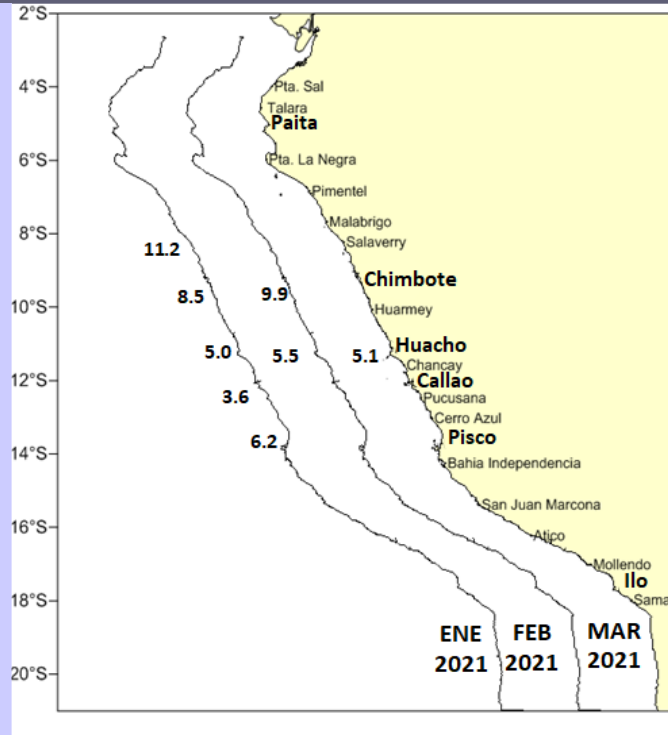 2°S
4°S
Pta. Sal
Talara
Paita
6°S
Pta. La Negra
Pimentel
Malabrigo
8°S
Salaverry
11.2
Chimbote
8.5
9.9
10°S
Huarmey
Huacho
5.0
5.5
5.1
Chancay
12°S
Callao
3.6
Pucusana
Cerro Azul
6.2
Pisco
14°S
Bahia Independencia
San Juan Marcona
16°S
Atico
Mollendo
Ilo
18°S
Sama
ENE
2021
FEB
2021
MAR
2021
20°S